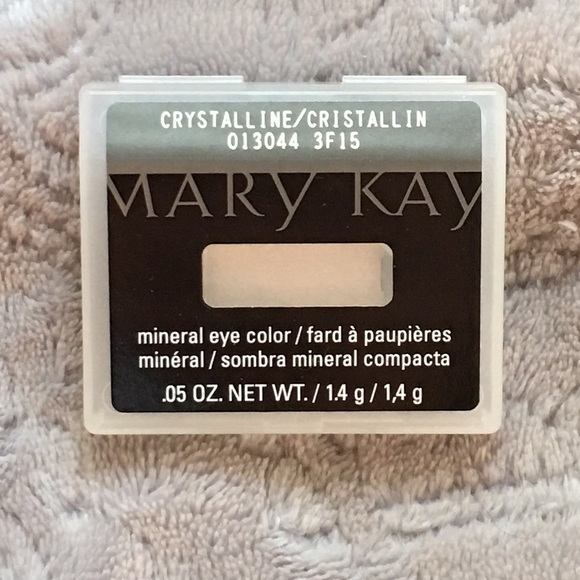 CRYSTALLINE/CRISTALLIN
013044 3F15
MARY KAY
mineral eye color / fard à paupières
minéral / sombra mineral compacta
.05 OZ. NET WT. / 1.4 g / 1,4 g